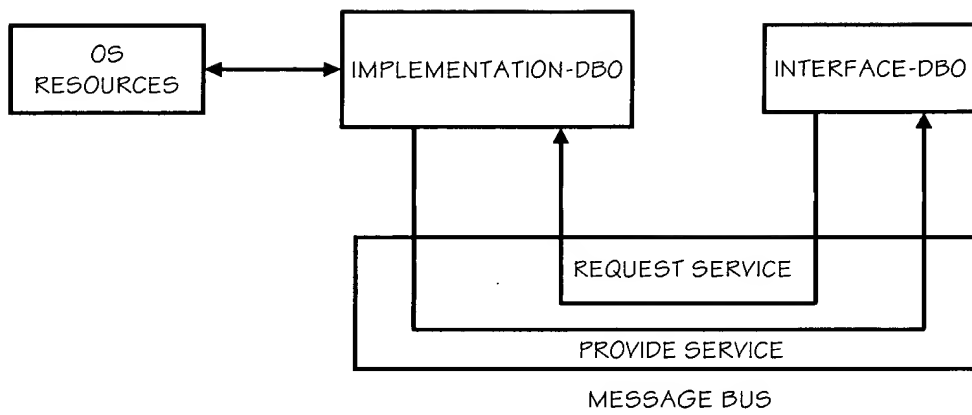 OS
RESOURCES
IMPLEMENTATION-DBO
INTERFACE-DBO
REQUEST SERVICE
PROVIDE SERVICE
MESSAGE BUS